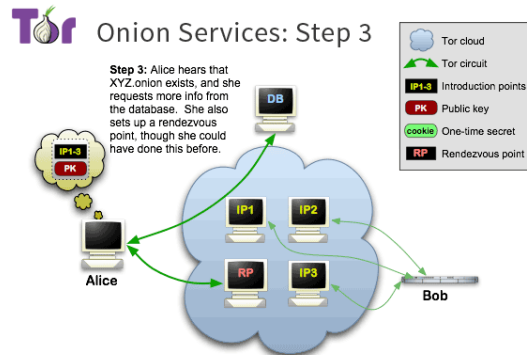 Tor
Onion Services: Step 3
Step 3: Alice hears that
XYZ.onion exists, and she
requests more info from
the database. She also
sets up a rendezvous
point, though she could
have done this before.
Tor cloud
Tor circuit
IP1-3 Introduction points
PK Public key
cookie One-time secret
RP Rendezvous point
DB
IP1-3
PK
IP1
IP2
Alice
RP
IP3
Bob